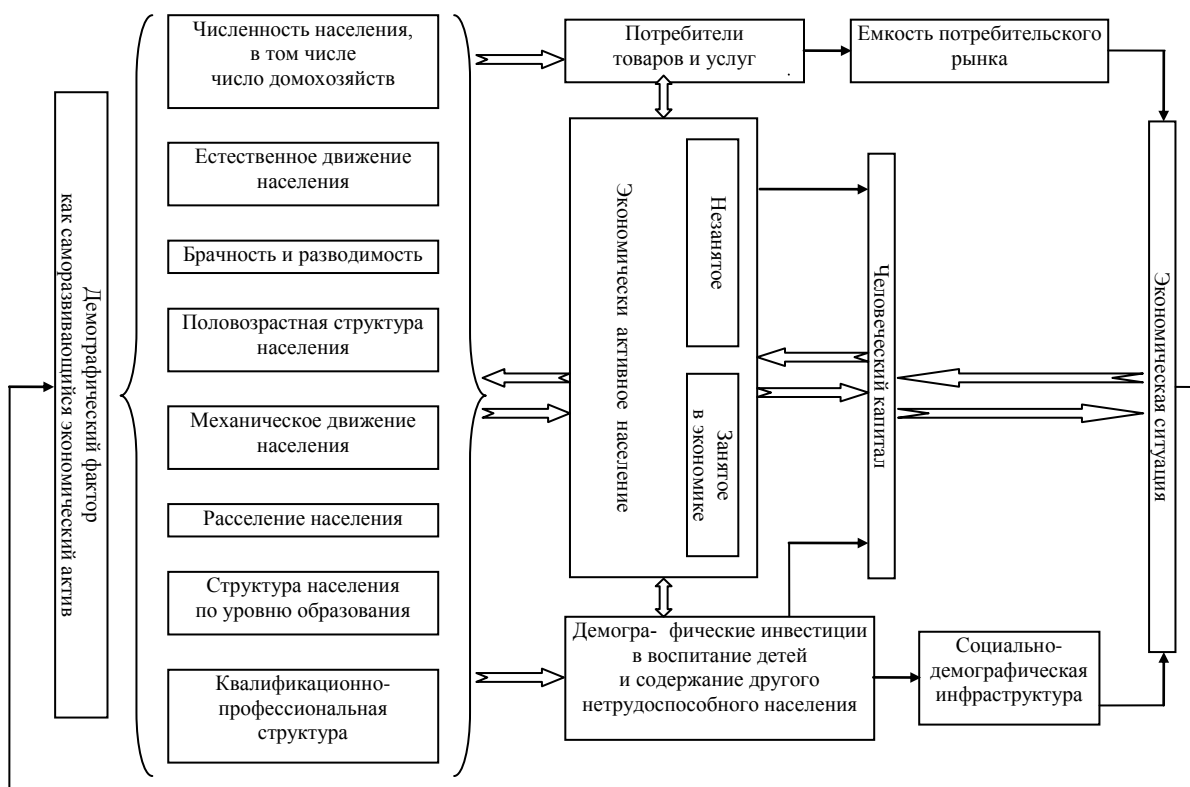 Демографический фактор
как саморазвивающийся экономический актив
Численность населения,
в том числе
число домохозяйств
Естественное движение
населения
Брачность и разводимость
Половозрастная структура
населения
Механическое движение
населения
Расселение населения
Структура населения
по уровню образования
Квалификационно-
профессиональная
структура
Потребители
товаров и услуг
Емкость потребительского
рынка
Экономически активное население
Незанятое
Занятое
в экономике
Человеческий капитал
Экономическая ситуация
Демогра- фические инвестиции
в воспитание детей
и содержание другого
нетрудоспособного населения
Социально-
демографическая
инфраструктура